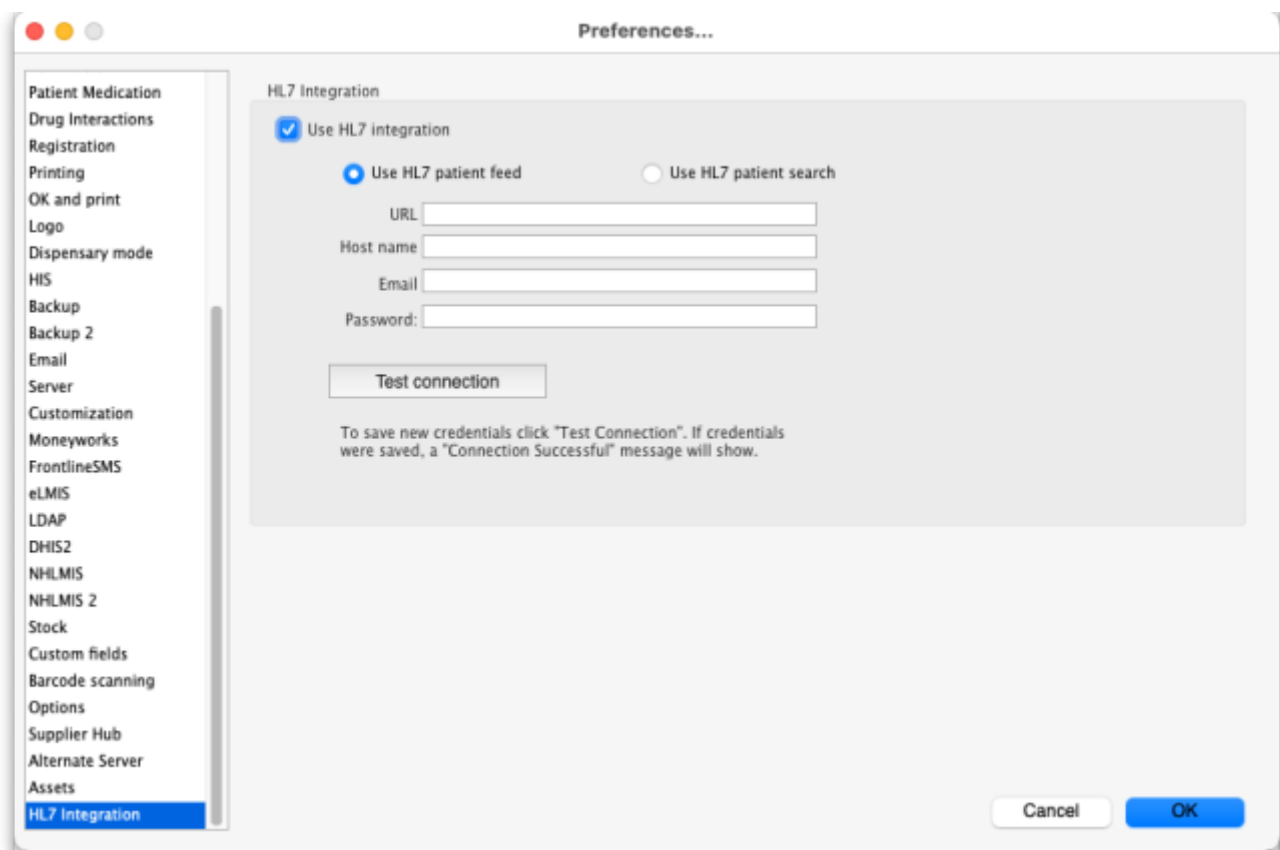 Preferences...
Patient Medication
Drug Interactions
Registration
Printing
OK and print
Logo
Dispensary mode
HIS
Backup
Backup 2
Email
Server
Customization
Moneyworks
FrontlineSMS
eLMIS
LDAP
DHIS2
NHLMIS
NHLMIS 2
Stock
Custom fields
Barcode scanning
Options
Supplier Hub
Alternate Server
Assets
HL7 Integration
HL7 Integration
Use HL7 integration
Use HL7 patient feed
Use HL7 patient search
URL
Host name
Email
Password:
Test connection
To save new credentials click "Test Connection". If credentials
were saved, a "Connection Successful" message will show.
Cancel
OK